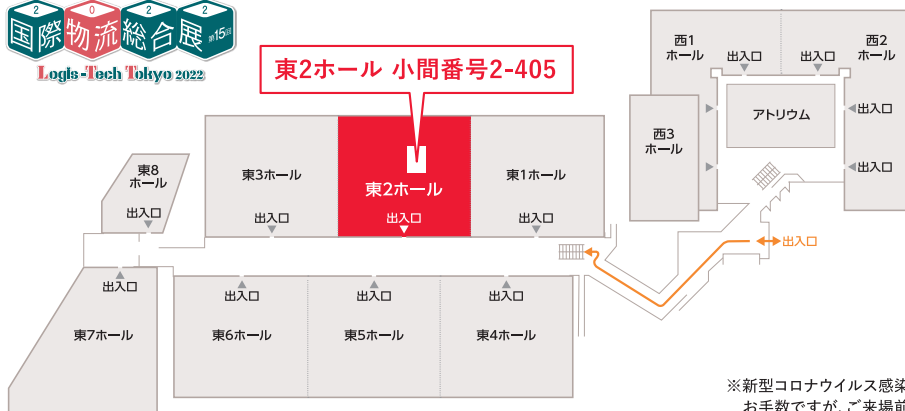 2 0 2 2
国際物流総合展 第15回
Logis-Tech Tokyo 2022
東2ホール 小間番号2-405
西1
ホール
西2
ホール
出入口
出入口
アトリウム
出入口
西3
ホール
出入口
東8
ホール
東3ホール
東2ホール
東1ホール
出入口
出入口
出入口
出入口
出入口
出入口
出入口
出入口
出入口
東7ホール
東6ホール
東5ホール
東4ホール
※新型コロナウイルス感染
お手数ですが、ご来場前